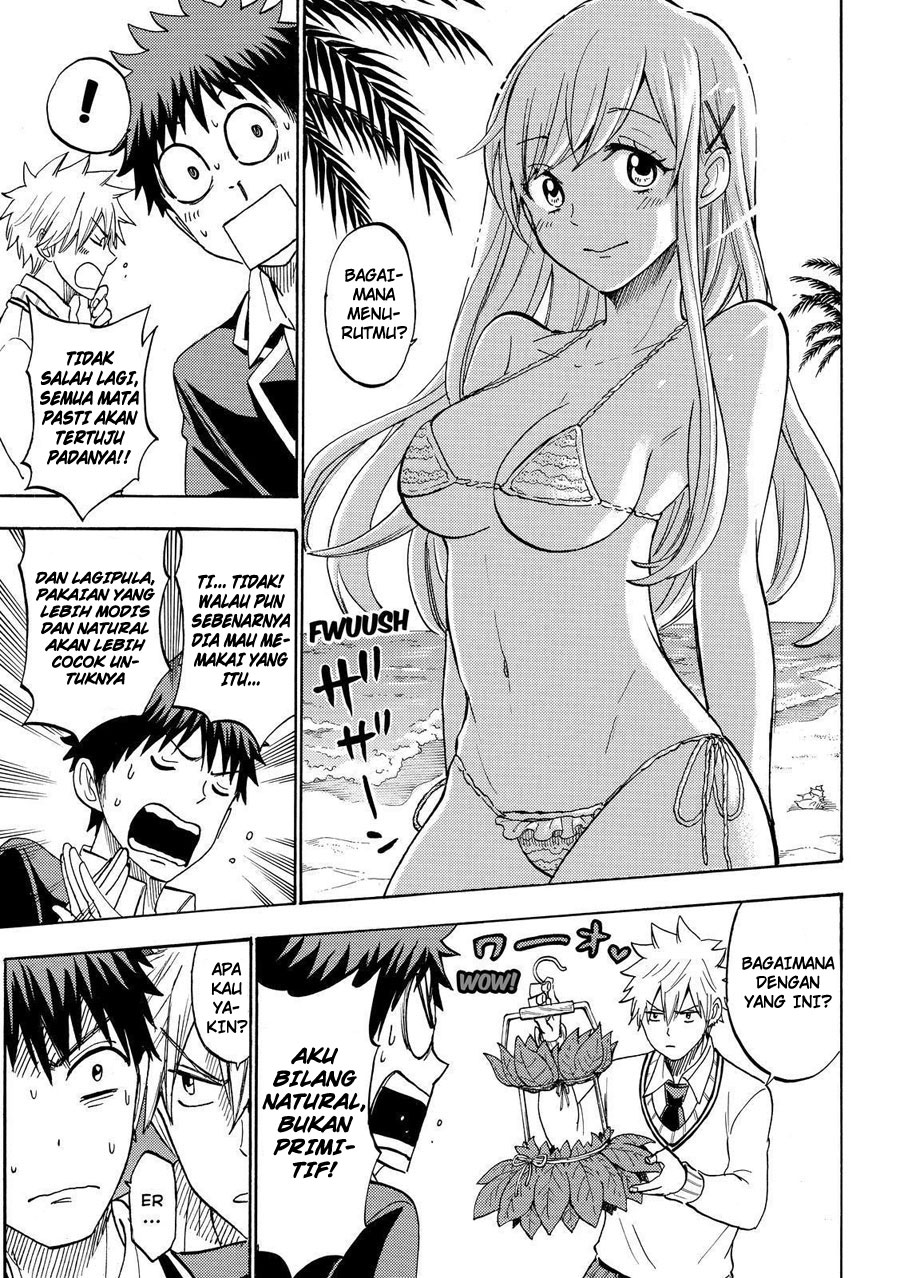 BAGAI-
MANA
MENU-
RUTMU?
!
TIDAK
SALAH LAGI,
SEMUA MATA
PASTI AKAN
TERTUJU
PADANYA!!
FWUUSH
ザザー
TI... TIDAK!
WALAU PUN
SEBENARNYA
DIA MAU ME-
MAKAI YANG
ITU...
DAN LAGIPULA,
PAKAIAN YANG
LEBIH MODIS
DAN NATURAL
AKAN LEBIH
COCOK UN-
TUKNYA
BAGAIMANA
DENGAN
YANG INI?
ワーオ♥
WOW!
AKU
BILANG
NATURAL,
BUKAN
PRIMI-
TIF!
APA
KAU
YA-
KIN?
ER
...